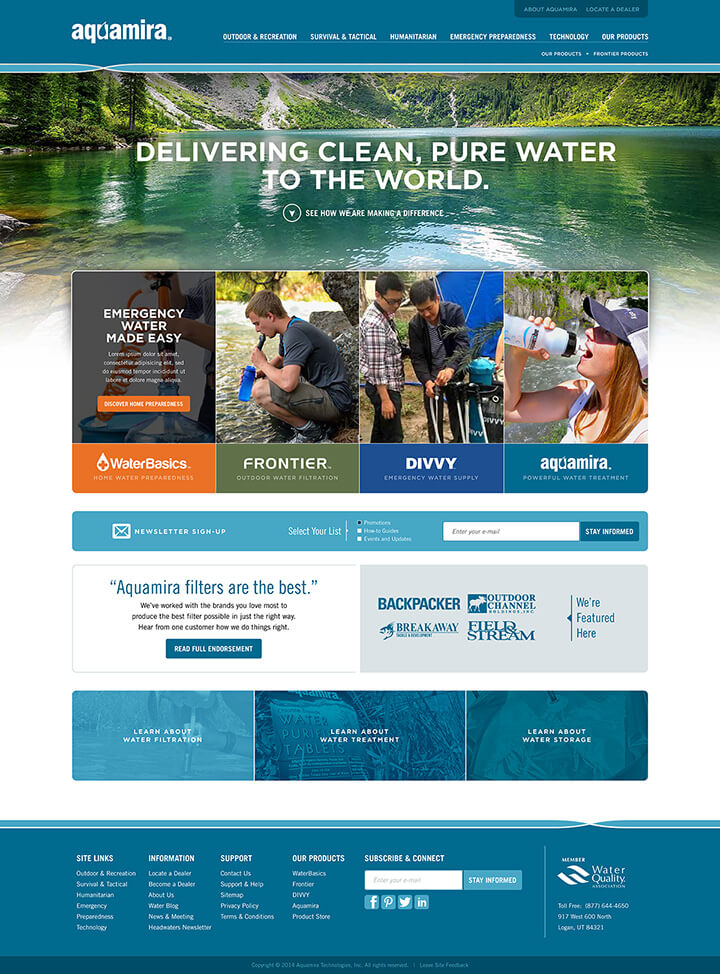 ABOUT AQUAMIRA LOCATE A DEALER
aquamira
OUTDOOR & RECREATION SURVIVAL & TACTICAL HUMANITARIAN EMERGENCY PREPAREDNESS TECHNOLOGY OUR PRODUCTS
OUR PRODUCTS FRONTIER PRODUCTS
DELIVERING CLEAN, PURE WATER
TO THE WORLD.
SEE HOW WE ARE MAKING A DIFFERENCE
EMERGENCY
WATER
MADE EASY
Lorem ipsum dolor sit amet,
consectetur adipisicing elit, sed
do eiusmod tempor incididunt ut
labore et dolore magna aliqua.
DISCOVER HOME PREPAREDNESS
WaterBasics™
HOME WATER PREPAREDNESS
FRONTIER™
OUTDOOR WATER FILTRATION
DIVVY
EMERGENCY WATER SUPPLY
aquamira
POWERFUL WATER TREATMENT
NEWSLETTER SIGN-UP
Select Your List
Promotions
How-to Guides
Events and Updates
Enter your e-mail
STAY INFORMED
“Aquamira filters are the best.”
We've worked with the brands you love most to
produce the best filter possible in just the right way.
Hear from one customer how we do things right.
READ FULL ENDORSEMENT
BACKPACKER
OUTDOOR
CHANNEL
HOLDINGS, INC.
BREAKAWAY
TACKLE & DEVELOPMENT
FIELD
STREAM
We're
Featured
Here
LEARN ABOUT
WATER FILTRATION
aquamira
WATER
TABLETS
LEARN ABOUT
WATER TREATMENT
LEARN ABOUT
WATER STORAGE
SITE LINKS
Outdoor & Recreation
Survival & Tactical
Humanitarian
Emergency
Preparedness
Technology
INFORMATION
Locate a Dealer
Become a Dealer
About Us
Water Blog
News & Meeting
Headwaters Newsletter
SUPPORT
Contact Us
Support & Help
Sitemap
Privacy Policy
Terms & Conditions
OUR PRODUCTS
WaterBasics
Frontier
DIVVY
Aquamira
Product Store
SUBSCRIBE & CONNECT
Enter your e-mail
STAY INFORMED
MEMBER
Water
Quality
ASSOCIATION
Toll Free: (877) 644-4650
917 West 600 North
Logan, UT 84321
Copyright © 2014 Aquamira Technologies, Inc. All rights reserved. | Leave Site Feedback